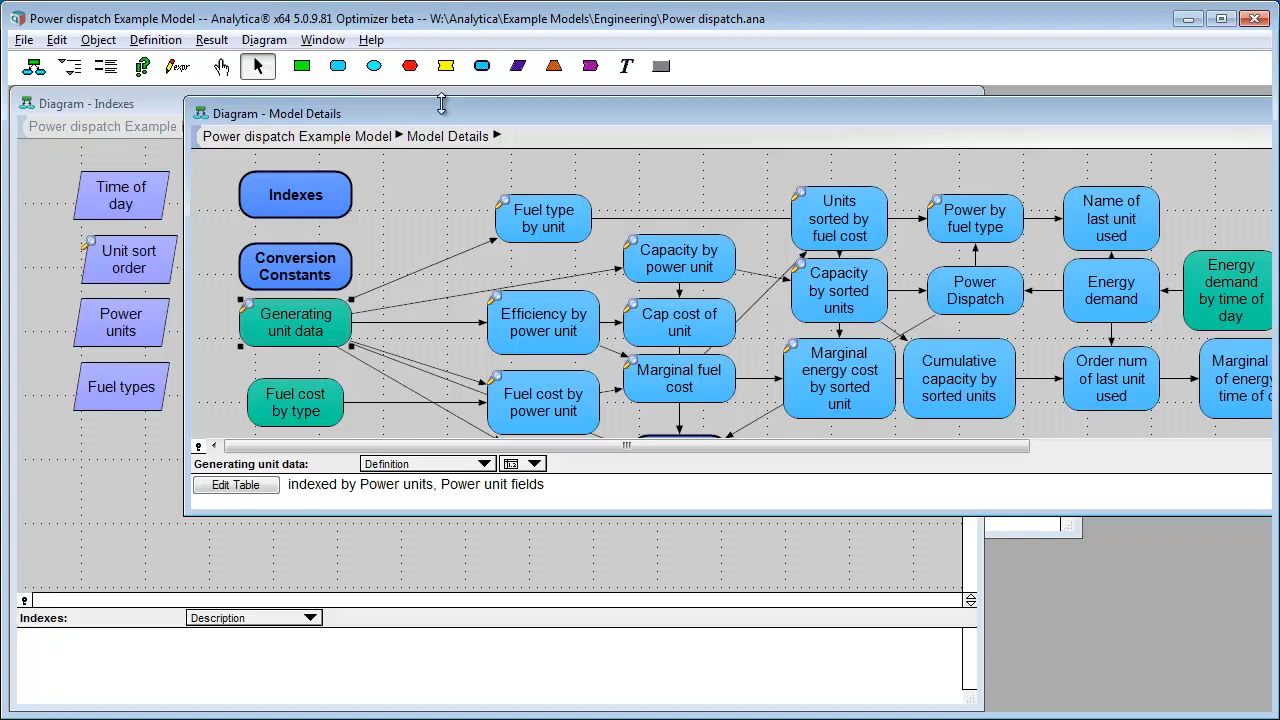 Power dispatch Example Model -- Analytica® x64 5.0.9.81 Optimizer beta -- W:\Analytica\Example Models\Engineering\Power dispatch.ana
File Edit Object Definition Result Diagram Window Help
expr
T
Diagram - Indexes
Power dispatch Example
Time of
day
Unit sort
order
Power
units
Fuel types
Diagram - Model Details
Power dispatch Example Model Model Details
Indexes
Conversion
Constants
Generating
unit data
Fuel cost
by type
Fuel type
by unit
Efficiency by
power unit
Fuel cost by
power unit
Capacity by
power unit
Cap cost of
unit
Marginal fuel
cost
Units
sorted by
fuel cost
Capacity
by sorted
units
Marginal
energy cost
by sorted
unit
Power by
fuel type
Power
Dispatch
Cumulative
capacity by
sorted units
Name of
last unit
used
Energy
demand
Order num
of last unit
used
Energy
demand
by time of
day
Marginal
of energy
time of
Generating unit data: Definition
Edit Table indexed by Power units, Power unit fields
Indexes: Description